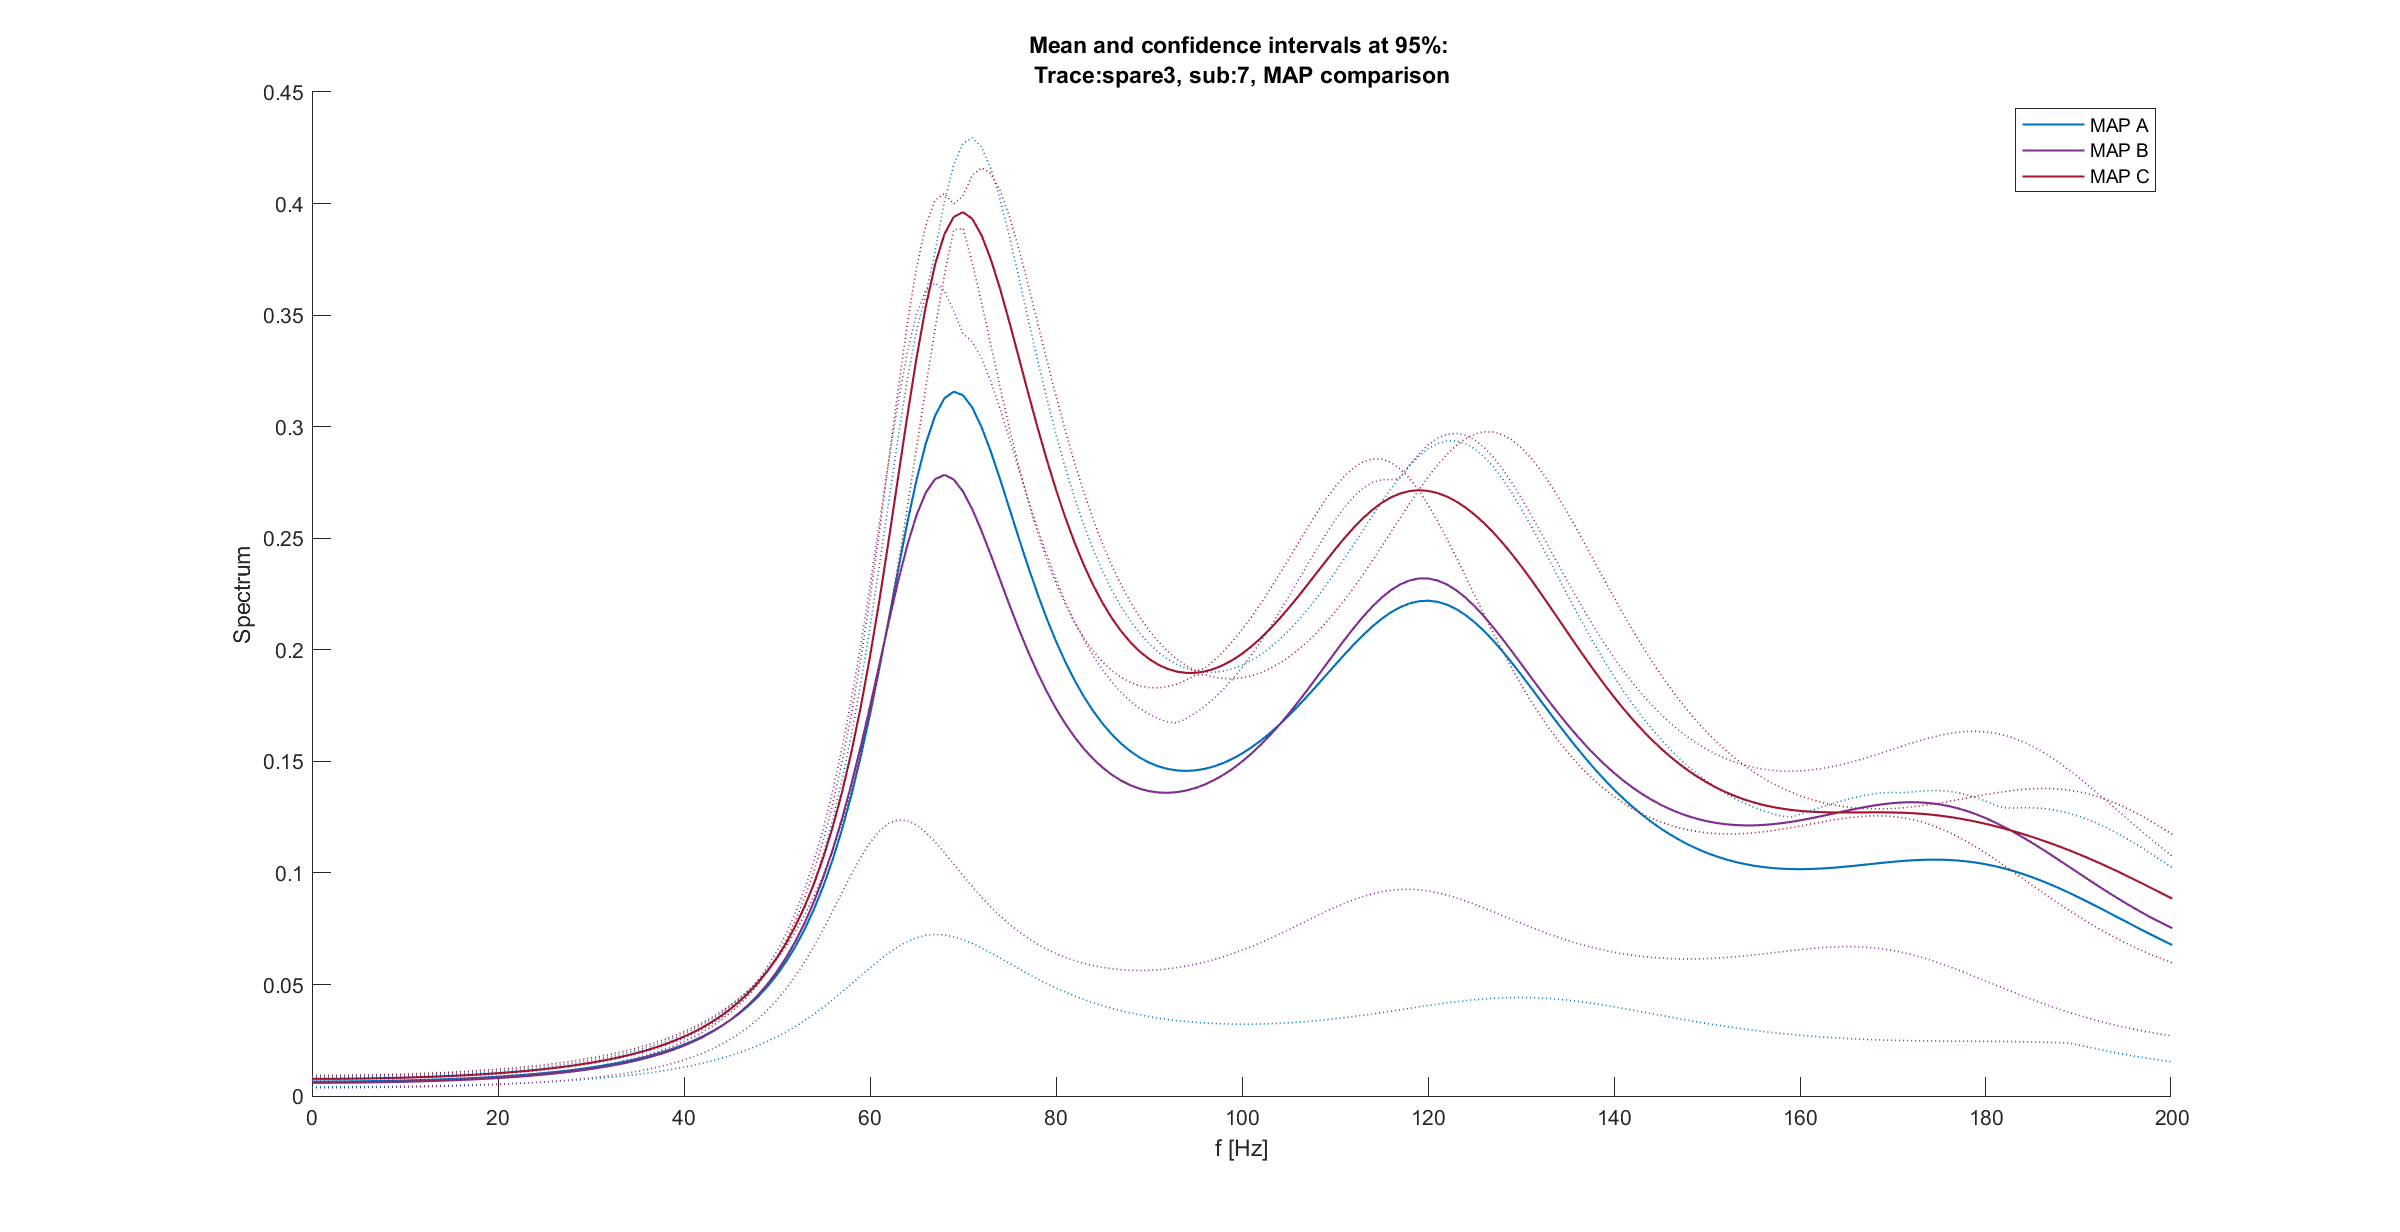 Mean and confidence intervals at 95%:
Trace:spare3, sub:7, MAP comparison
MAP A
MAP B
MAP C
Spectrum
0.45
0.4
0.35
0.3
0.25
0.2
0.15
0.1
0.05
0
0 20 40 60 80 100 120 140 160 180 200
f [Hz]